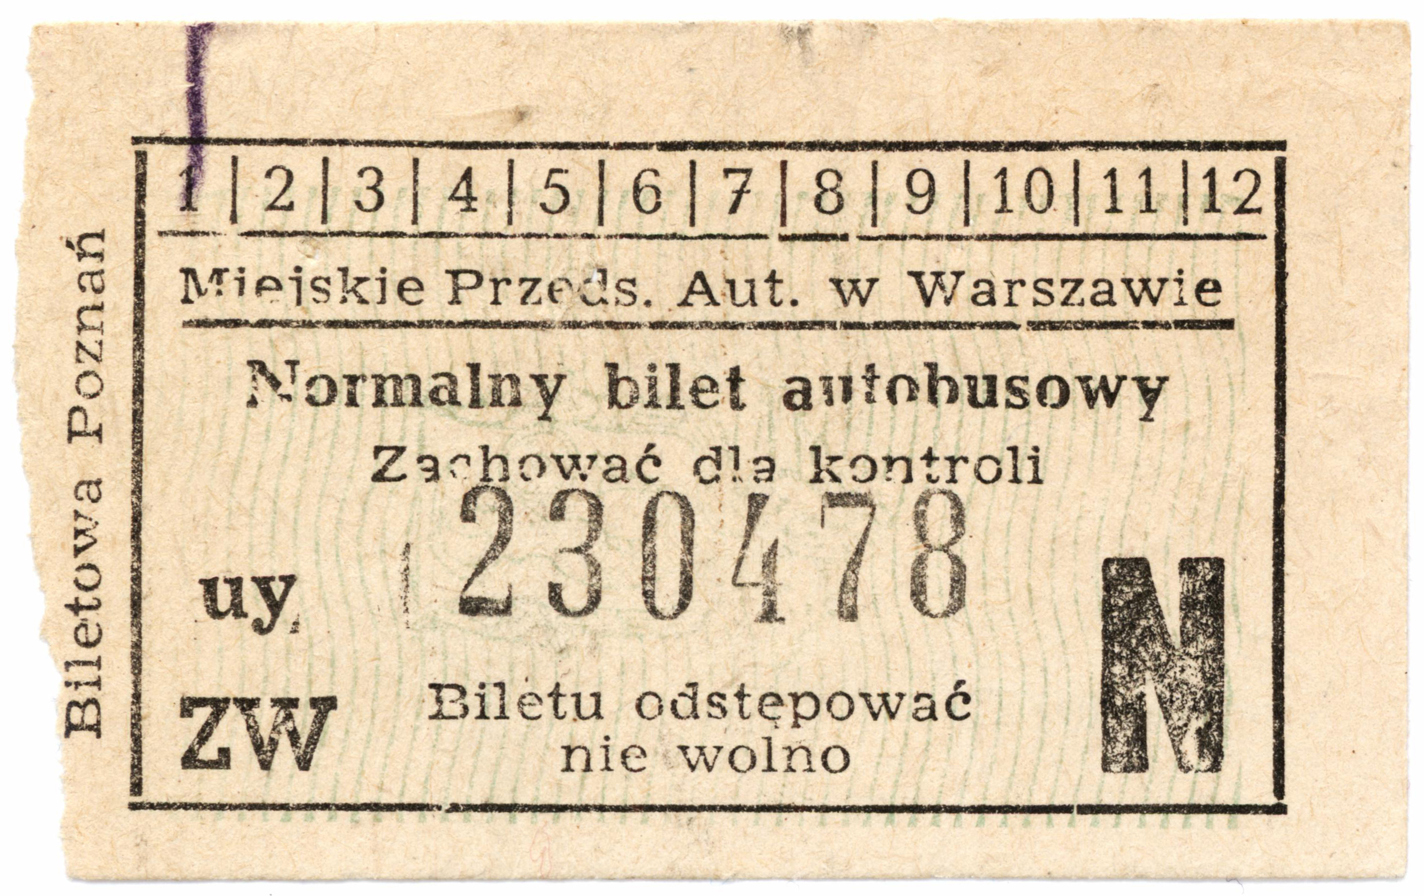 1|2|3|4|5|6|7|8|9|10|11|12
Miejskie Przeds. Aut. w Warszawie
Normalny bilet autobusowy
Zachować dla kontroli
230478
uy
N
ZW
Biletu odstępować
nie wolno
Biletowa Poznań